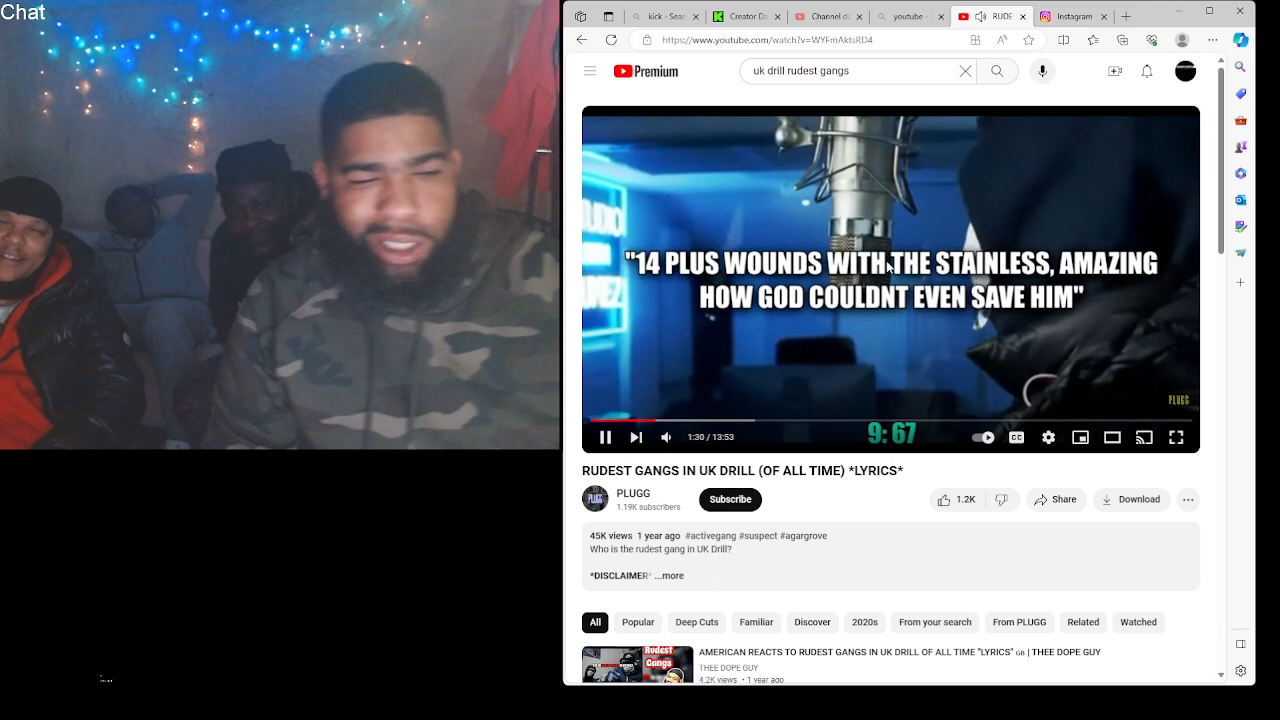 Chat
kick - Sear
Creator Da
Channel da
youtube -
RUDE
Instagram
https://www.youtube.com/watch?v=WYFmAktsRD4
Premium
uk drill rudest gangs
"14 PLUS WOUNDS WITH THE STAINLESS, AMAZING
HOW GOD COULDNT EVEN SAVE HIM"
PLUGG
9: 67
1:30 / 13:53
CC
RUDEST GANGS IN UK DRILL (OF ALL TIME) *LYRICS*
PLUGG
1.19K subscribers
Subscribe
1.2K
Share
Download
45K views 1 year ago #activegang #suspect #agargrove
Who is the rudest gang in UK Drill?
*DISCLAIMER* ...more
All
Popular
Deep Cuts
Familiar
Discover
2020s
From your search
From PLUGG
Related
Watched
Rudest
Gangs
AMERICAN REACTS TO RUDEST GANGS IN UK DRILL OF ALL TIME "LYRICS" GB | THEE DOPE GUY
THEE DOPE GUY
4.2K views • 1 year ago